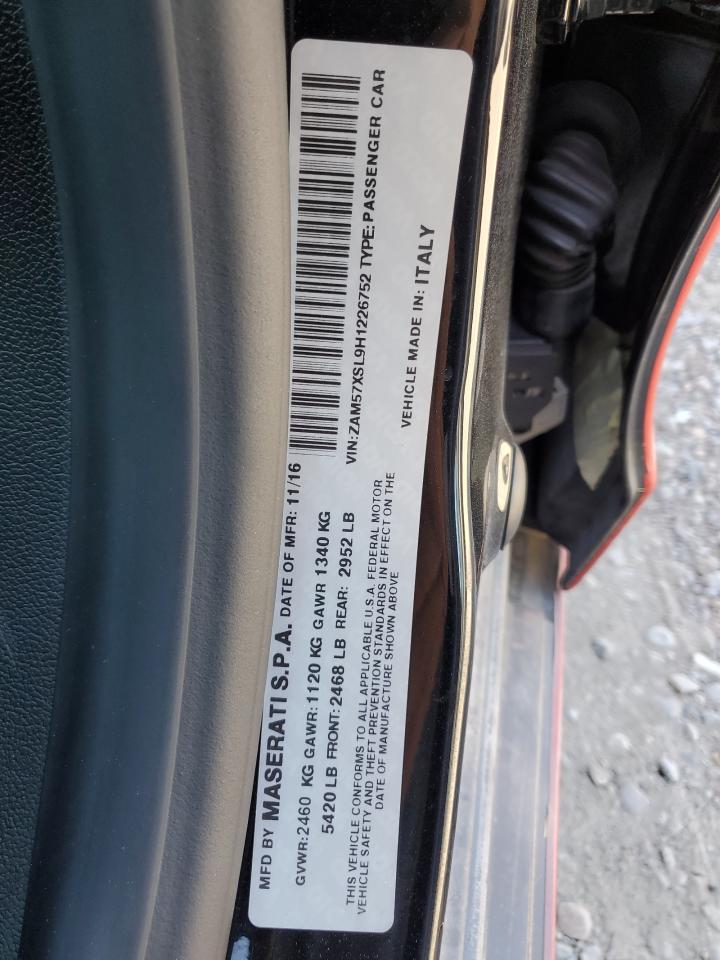 MFD BY MASERATI S.P.A. DATE OF MFR: 11/16
GVWR:2460 KG GAWR:1120 KG GAWR 1340 KG
5420 LB FRONT:2468 LB REAR: 2952 LB
THIS VEHICLE CONFORMS TO ALL APPLICABLE U.S.A. FEDERAL MOTOR
VEHICLE SAFETY AND THEFT PREVENTION STANDARDS IN EFFECT ON THE
DATE OF MANUFACTURE SHOWN ABOVE
VIN:ZAM57XSL9H1226752 TYPE:PASSENGER CAR
VEHICLE MADE IN: ITALY